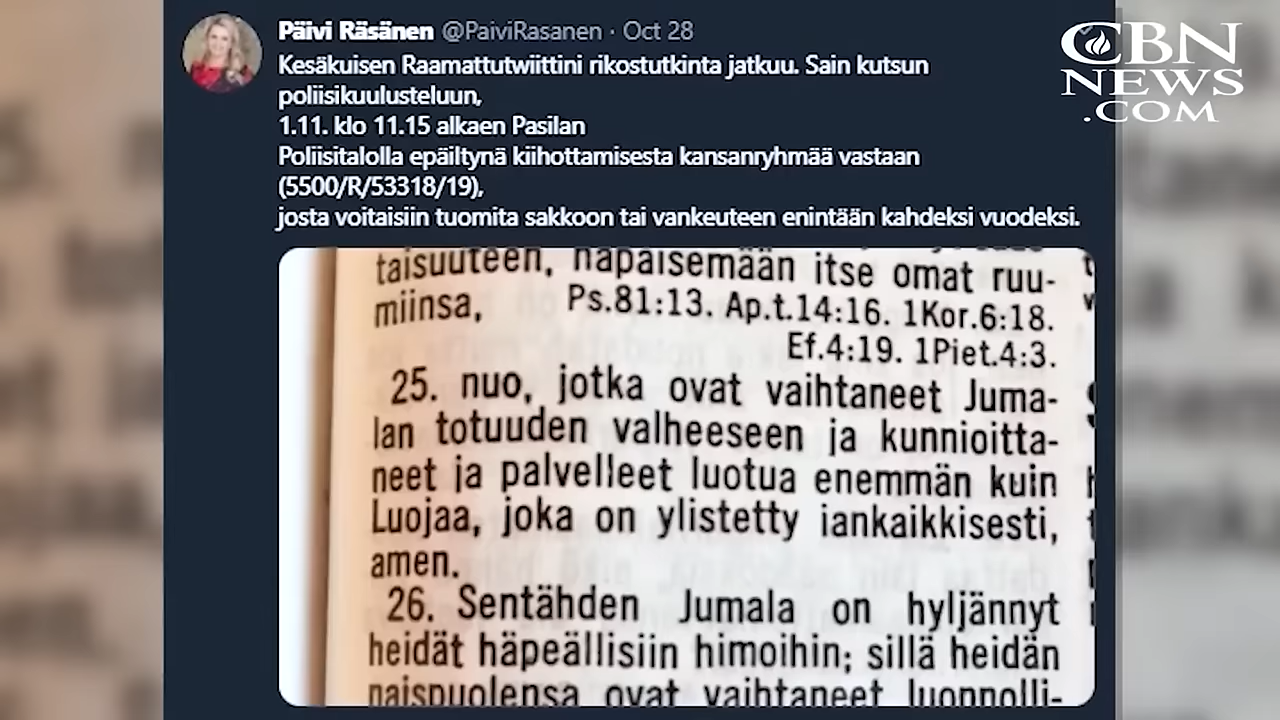 Päivi Räsänen @PaiviRasanen · Oct 28
Kesäkuisen Raamattutwiittini rikostutkinta jatkuu. Sain kutsun
poliisikuulusteluun,
1.11. klo 11.15 alkaen Pasilan
Poliisitalolla epäiltynä kiihottamisesta kansanryhmää vastaan
(5500/R/53318/19),
josta voitaisiin tuomita sakkoon tai vankeuteen enintään kahdeksi vuodeksi.
CBN
NEWS
.COM
taisuuteen, häpäisemään itse omat ruu-
miinsa, Ps.81:13. Ap.t.14:16. 1Kor.6:18.
Ef.4:19. 1Piet.4:3.
25. nuo, jotka ovat vaihtaneet Juma-
lan totuuden valheeseen ja kunnioitta-
neet ja palvelleet luotua enemmän kuin
Luojaa, joka on ylistetty iankaikkisesti,
amen.
26. Sentähden Jumala on hyljännyt
heidät häpeällisiin himoihin; sillä heidän
naispuolensa ovat vaihtaneet luonnolli-